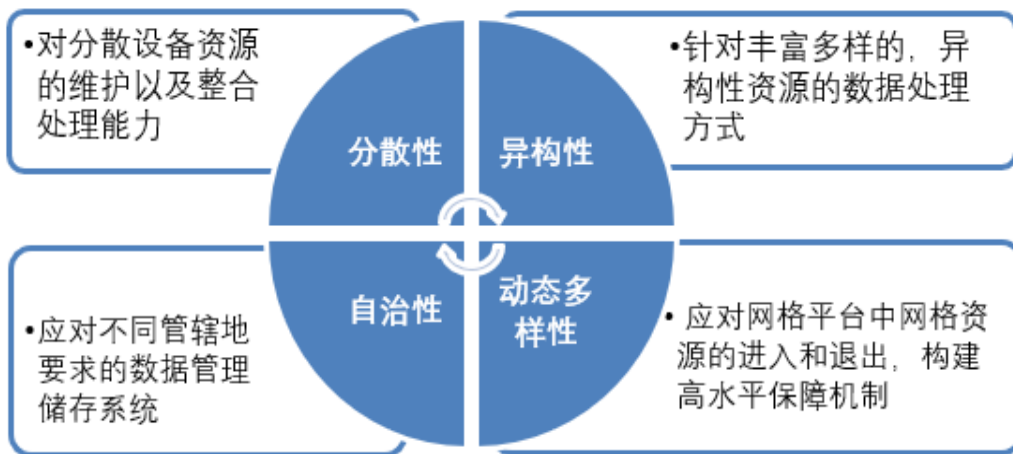 •对分散设备资源
的维护以及整合
处理能力
分散性
异构性
•针对丰富多样的，异
构性资源的数据处理
方式
•应对不同管辖地
要求的数据管理
储存系统
自治性
动态多
样性
• 应对网格平台中网格资
源的进入和退出，构建
高水平保障机制